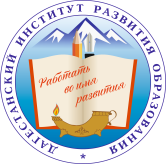 ДАГЕСТАНСКИЙ ИНСТИТУТ РАЗВИТИЯ ОБРАЗОВАНИЯ
Работать
во имя
развития